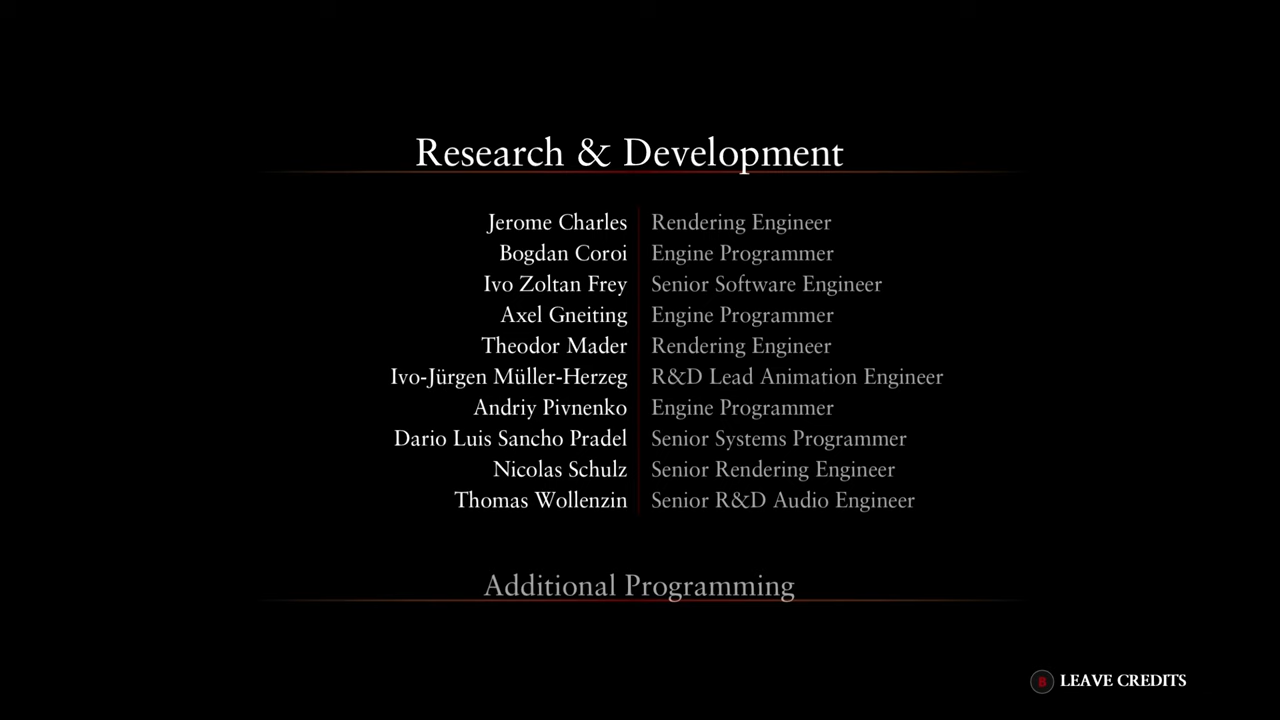 Research & Development
Jerome Charles Rendering Engineer
Bogdan Coroi Engine Programmer
Ivo Zoltan Frey Senior Software Engineer
Axel Gneiting Engine Programmer
Theodor Mader Rendering Engineer
Ivo-Jürgen Müller-Herzeg R&D Lead Animation Engineer
Andriy Pivnenko Engine Programmer
Dario Luis Sancho Pradel Senior Systems Programmer
Nicolas Schulz Senior Rendering Engineer
Thomas Wollenzin Senior R&D Audio Engineer
Additional Programming
B LEAVE CREDITS